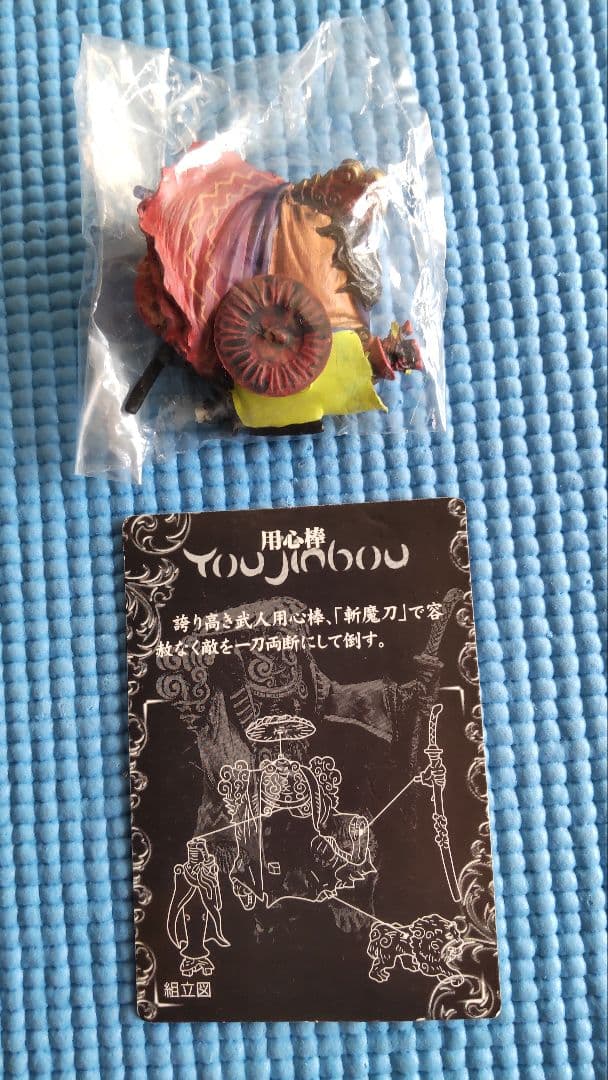 用心棒
YouJinbou
誇り高き武人用心棒、「斬魔刀」で容
赦なく敵を一刀両断にして倒す。
組立図